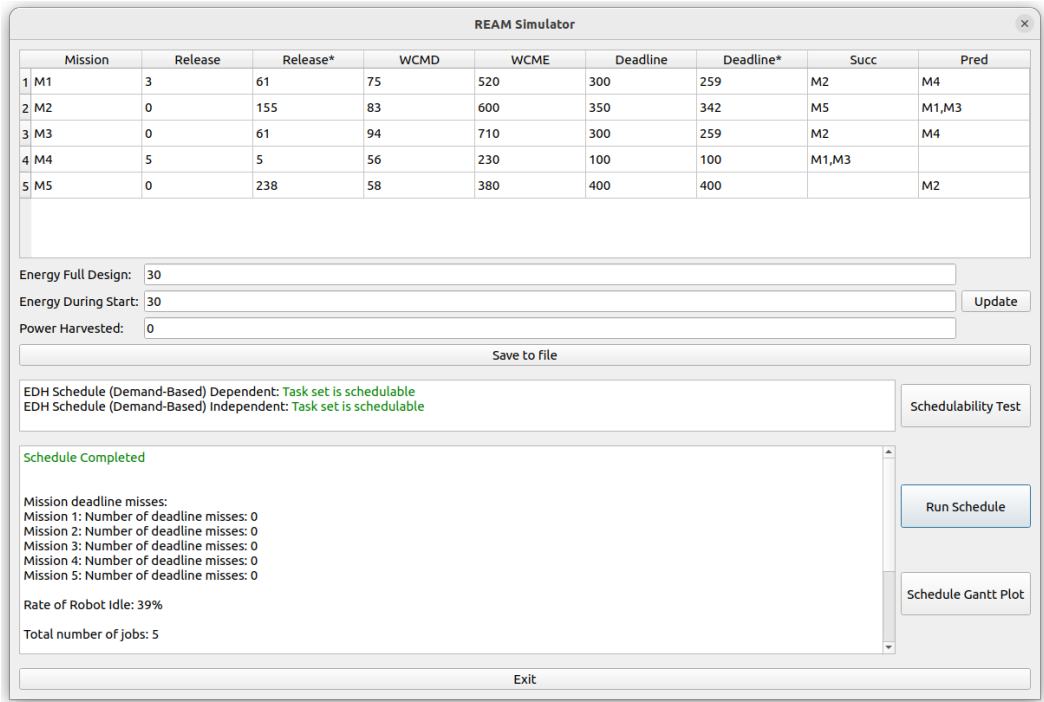 REAM Simulator
Mission Release Release* WCMD WCME Deadline Deadline* Succ Pred
1 M1 3 61 75 520 300 259 M2 M4
2 M2 0 155 83 600 350 342 M5 M1,M3
3 M3 0 61 94 710 300 259 M2 M4
4 M4 5 5 56 230 100 100 M1,M3
5 M5 0 238 58 380 400 400 M2
Energy Full Design: 30
Energy During Start: 30 Update
Power Harvested: 0
Save to file
EDH Schedule (Demand-Based) Dependent: Task set is schedulable
EDH Schedule (Demand-Based) Independent: Task set is schedulable
Schedulability Test
Schedule Completed
Mission deadline misses:
Mission 1: Number of deadline misses: 0
Mission 2: Number of deadline misses: 0
Mission 3: Number of deadline misses: 0
Mission 4: Number of deadline misses: 0
Mission 5: Number of deadline misses: 0
Rate of Robot Idle: 39%
Total number of jobs: 5
Run Schedule
Schedule Gantt Plot
Exit